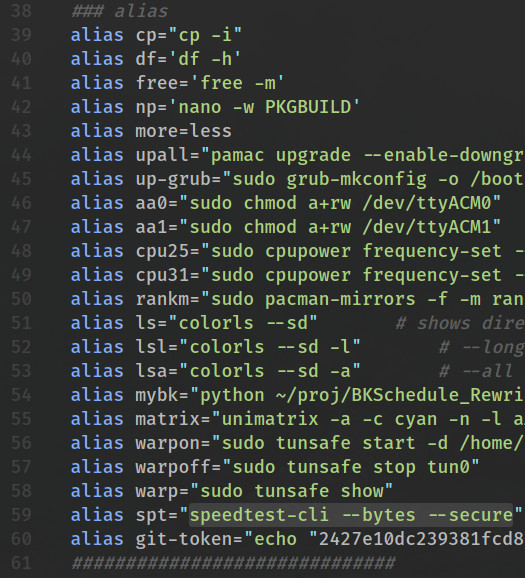 38 ### alias
39 alias cp="cp -i"
40 alias df='df -h'
41 alias free='free -m'
42 alias np='nano -w PKGBUILD'
43 alias more=less
44 alias upall="pamac upgrade --enable-downgr
45 alias up-grub="sudo grub-mkconfig -o /boot
46 alias aa0="sudo chmod a+rw /dev/ttyACM0"
47 alias aa1="sudo chmod a+rw /dev/ttyACM1"
48 alias cpu25="sudo cpupower frequency-set -
49 alias cpu31="sudo cpupower frequency-set -
50 alias rankm="sudo pacman-mirrors -f -m ran
51 alias ls="colorls --sd" # shows dire
52 alias lsl="colorls --sd -l" # --long
53 alias lsa="colorls --sd -a" # --all
54 alias mybk="python ~/proj/BKSchedule_Rewri
55 alias matrix="unimatrix -a -c cyan -n -l a
56 alias warpon="sudo tunsafe start -d /home/
57 alias warpoff="sudo tunsafe stop tun0"
58 alias warp="sudo tunsafe show"
59 alias spt="speedtest-cli --bytes --secure"
60 alias git-token="echo "2427e10dc239381fcd8
61 ##############################